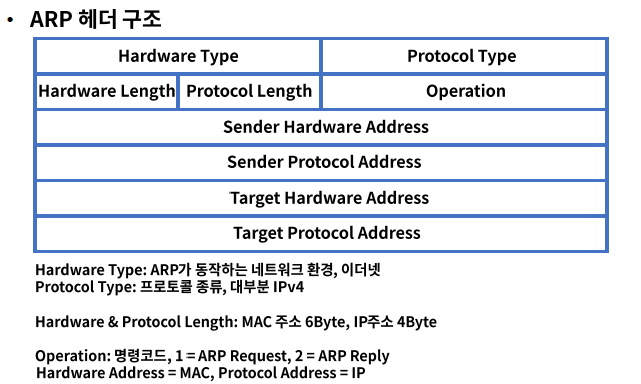 • ARP 헤더 구조
Hardware Type Protocol Type
Hardware Length Protocol Length Operation
Sender Hardware Address
Sender Protocol Address
Target Hardware Address
Target Protocol Address
Hardware Type: ARP가 동작하는 네트워크 환경, 이더넷
Protocol Type: 프로토콜 종류, 대부분 IPv4
Hardware & Protocol Length: MAC 주소 6Byte, IP주소 4Byte
Operation: 명령코드, 1 = ARP Request, 2 = ARP Reply
Hardware Address = MAC, Protocol Address = IP